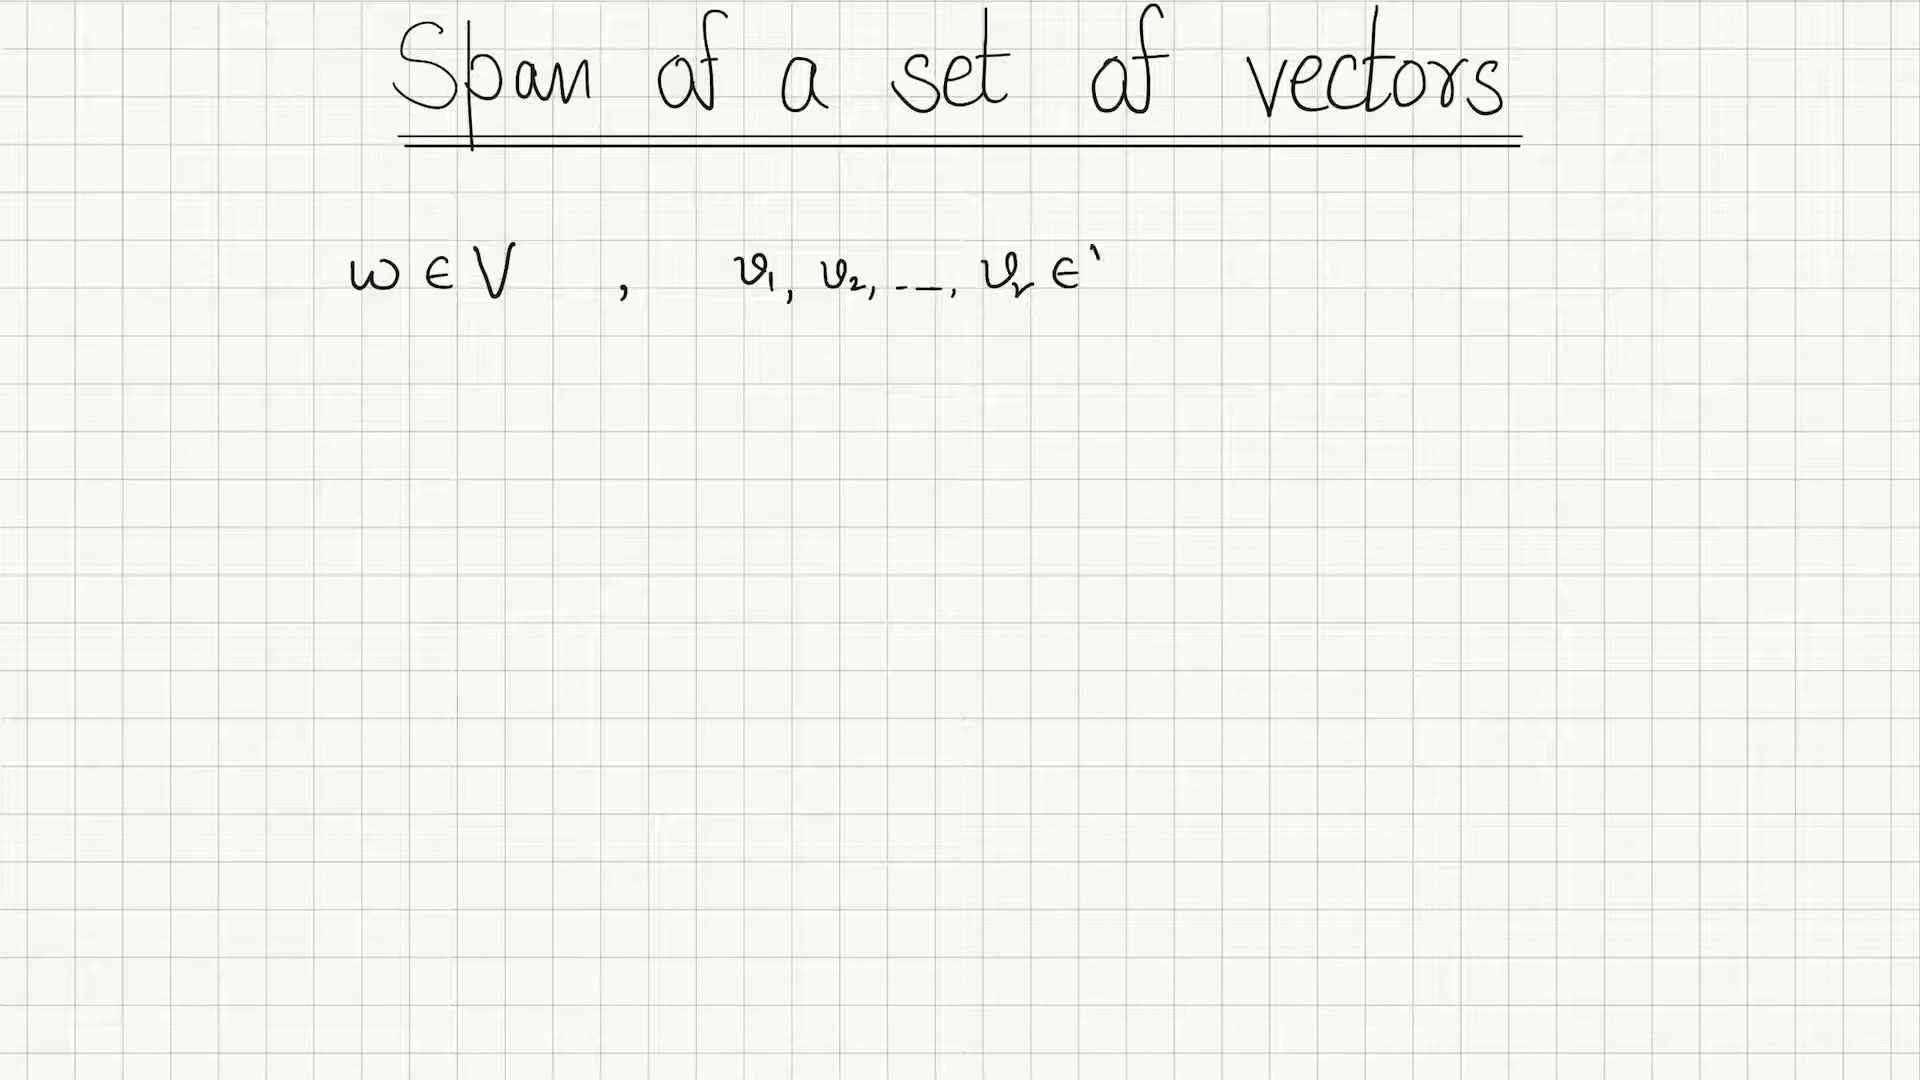 Span of a set of vectors
w ∈ V , v₁, v₂, ..., vᵣ ∈